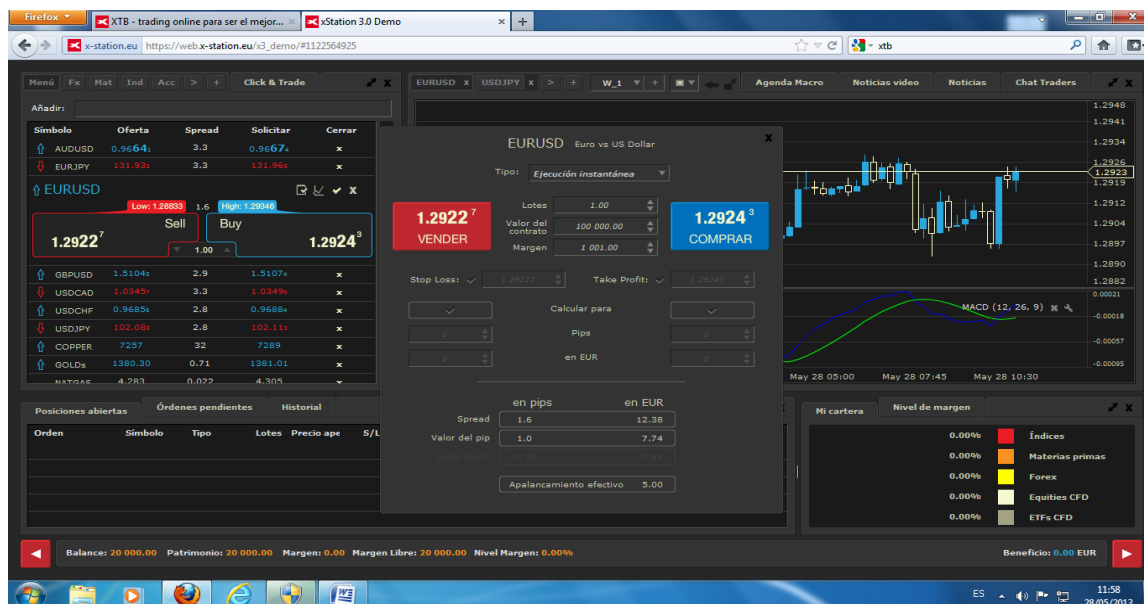 Firefox
XTB - trading online para ser el mejor...
xStation 3.0 Demo
x-station.eu https://web.x-station.eu/x3_demo/#1122564925
xtb
Menú Fx Mat Ind Acc > + Click & Trade
EURUSD x USDJPY x > + W_1 +
Agenda Macro Noticias video Noticias Chat Traders
Añadir:
Símbolo Oferta Spread Solicitar Cerrar
AUDUSD 0.96641 3.3 0.96674 x
EURJPY 131.932 3.3 131.965 x
EURUSD
Low: 1.28833 1.6 High: 1.29346
Sell Buy
1.29227 1.29243
1.00
GBPUSD 1.51045 2.9 1.51074 x
USDCAD 1.0345 3.3 1.0349 x
USDCHF 0.96856 2.8 0.96884 x
USDJPY 102.08 2.8 102.11 x
COPPER 7257 32 7289 x
GOLDs 1380.30 0.71 1381.01 x
NATGAS 4.283 0.022 4.305 x
EURUSD Euro vs US Dollar x
Tipo: Ejecución instantánea
1.29227
VENDER
Lotes 1.00
Valor del contrato 100 000.00
Margen 1 001.00
1.29243
COMPRAR
Stop Loss: 1.29227 Take Profit: 1.29243
Calcular para
0 Pips 0
0 en EUR 0
en pips en EUR
Spread 1.6 12.38
Valor del pip 1.0 7.74
Apalancamiento efectivo 5.00
1.2948
1.2941
1.2934
1.2926
1.2923
1.2919
1.2912
1.2904
1.2897
1.2890
1.2882
0.00021
MACD (12, 26, 9)
-0.00018
-0.00057
-0.00095
May 28 05:00 May 28 07:45 May 28 10:30
Posiciones abiertas Órdenes pendientes Historial
Orden Símbolo Tipo Lotes Precio ape S/L
Mi cartera Nivel de margen
0.00% Índices
0.00% Materias primas
0.00% Forex
0.00% Equities CFD
0.00% ETFs CFD
Balance: 20 000.00 Patrimonio: 20 000.00 Margen: 0.00 Margen Libre: 20 000.00 Nivel Margen: 0.00%
Beneficio: 0.00 EUR
ES
11:58
28/05/2013